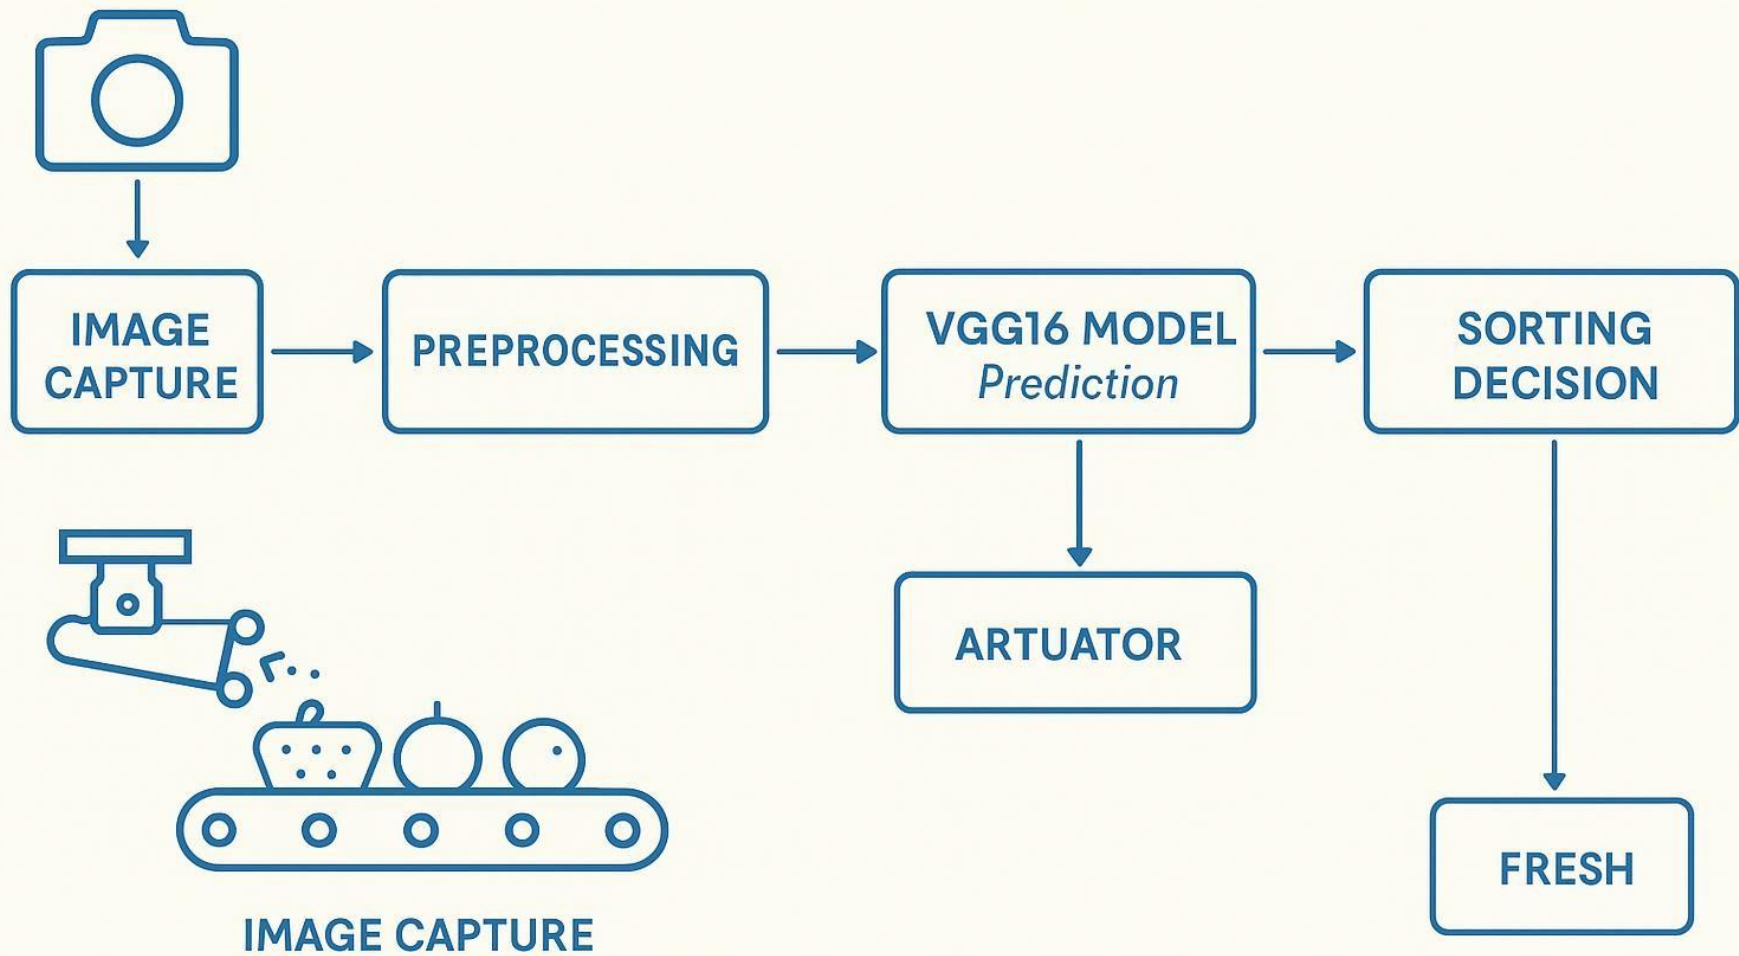 IMAGE
CAPTURE
PREPROCESSING
VGG16 MODEL
Prediction
SORTING
DECISION
ARTUATOR
FRESH
IMAGE CAPTURE